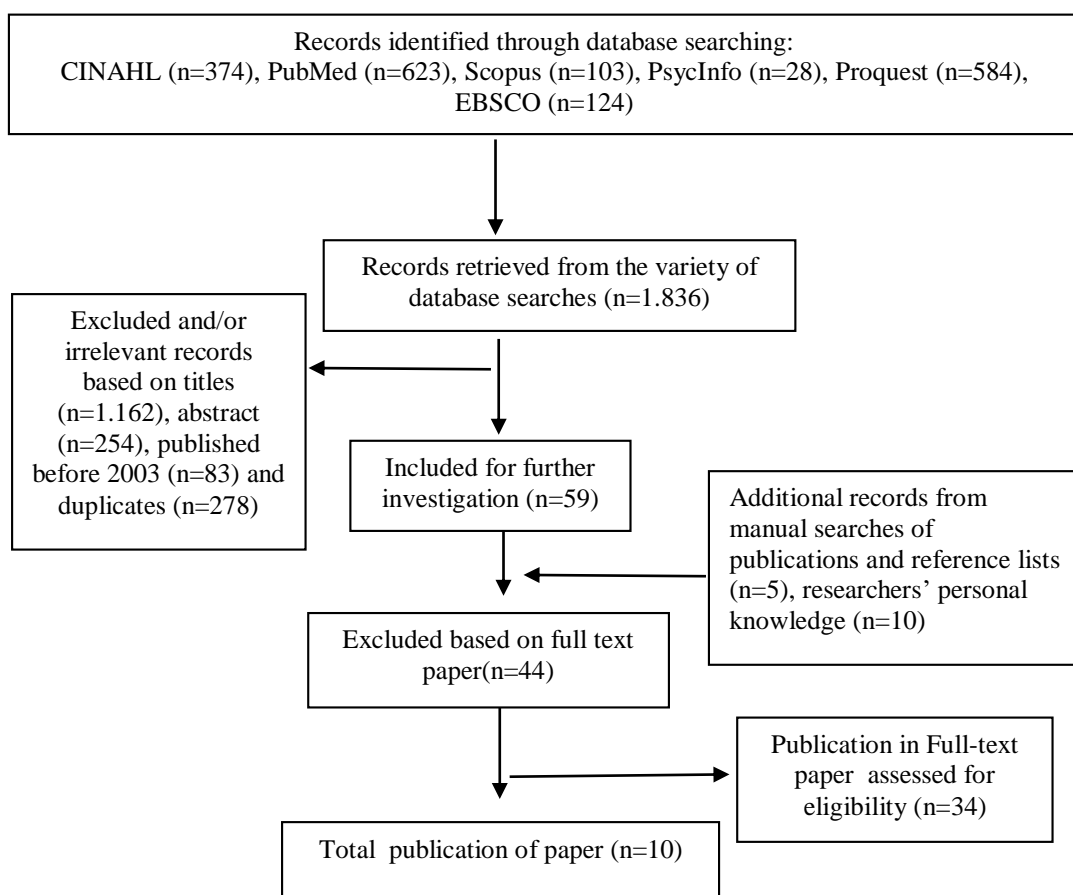 Records identified through database searching:
CINAHL (n=374), PubMed (n=623), Scopus (n=103), PsycInfo (n=28), Proquest (n=584),
EBSCO (n=124)
Records retrieved from the variety of
database searches (n=1.836)
Excluded and/or
irrelevant records
based on titles
(n=1.162), abstract
(n=254), published
before 2003 (n=83) and
duplicates (n=278)
Included for further
investigation (n=59)
Additional records from
manual searches of
publications and reference lists
(n=5), researchers’ personal
knowledge (n=10)
Excluded based on full text
paper(n=44)
Publication in Full-text
paper assessed for
eligibility (n=34)
Total publication of paper (n=10)